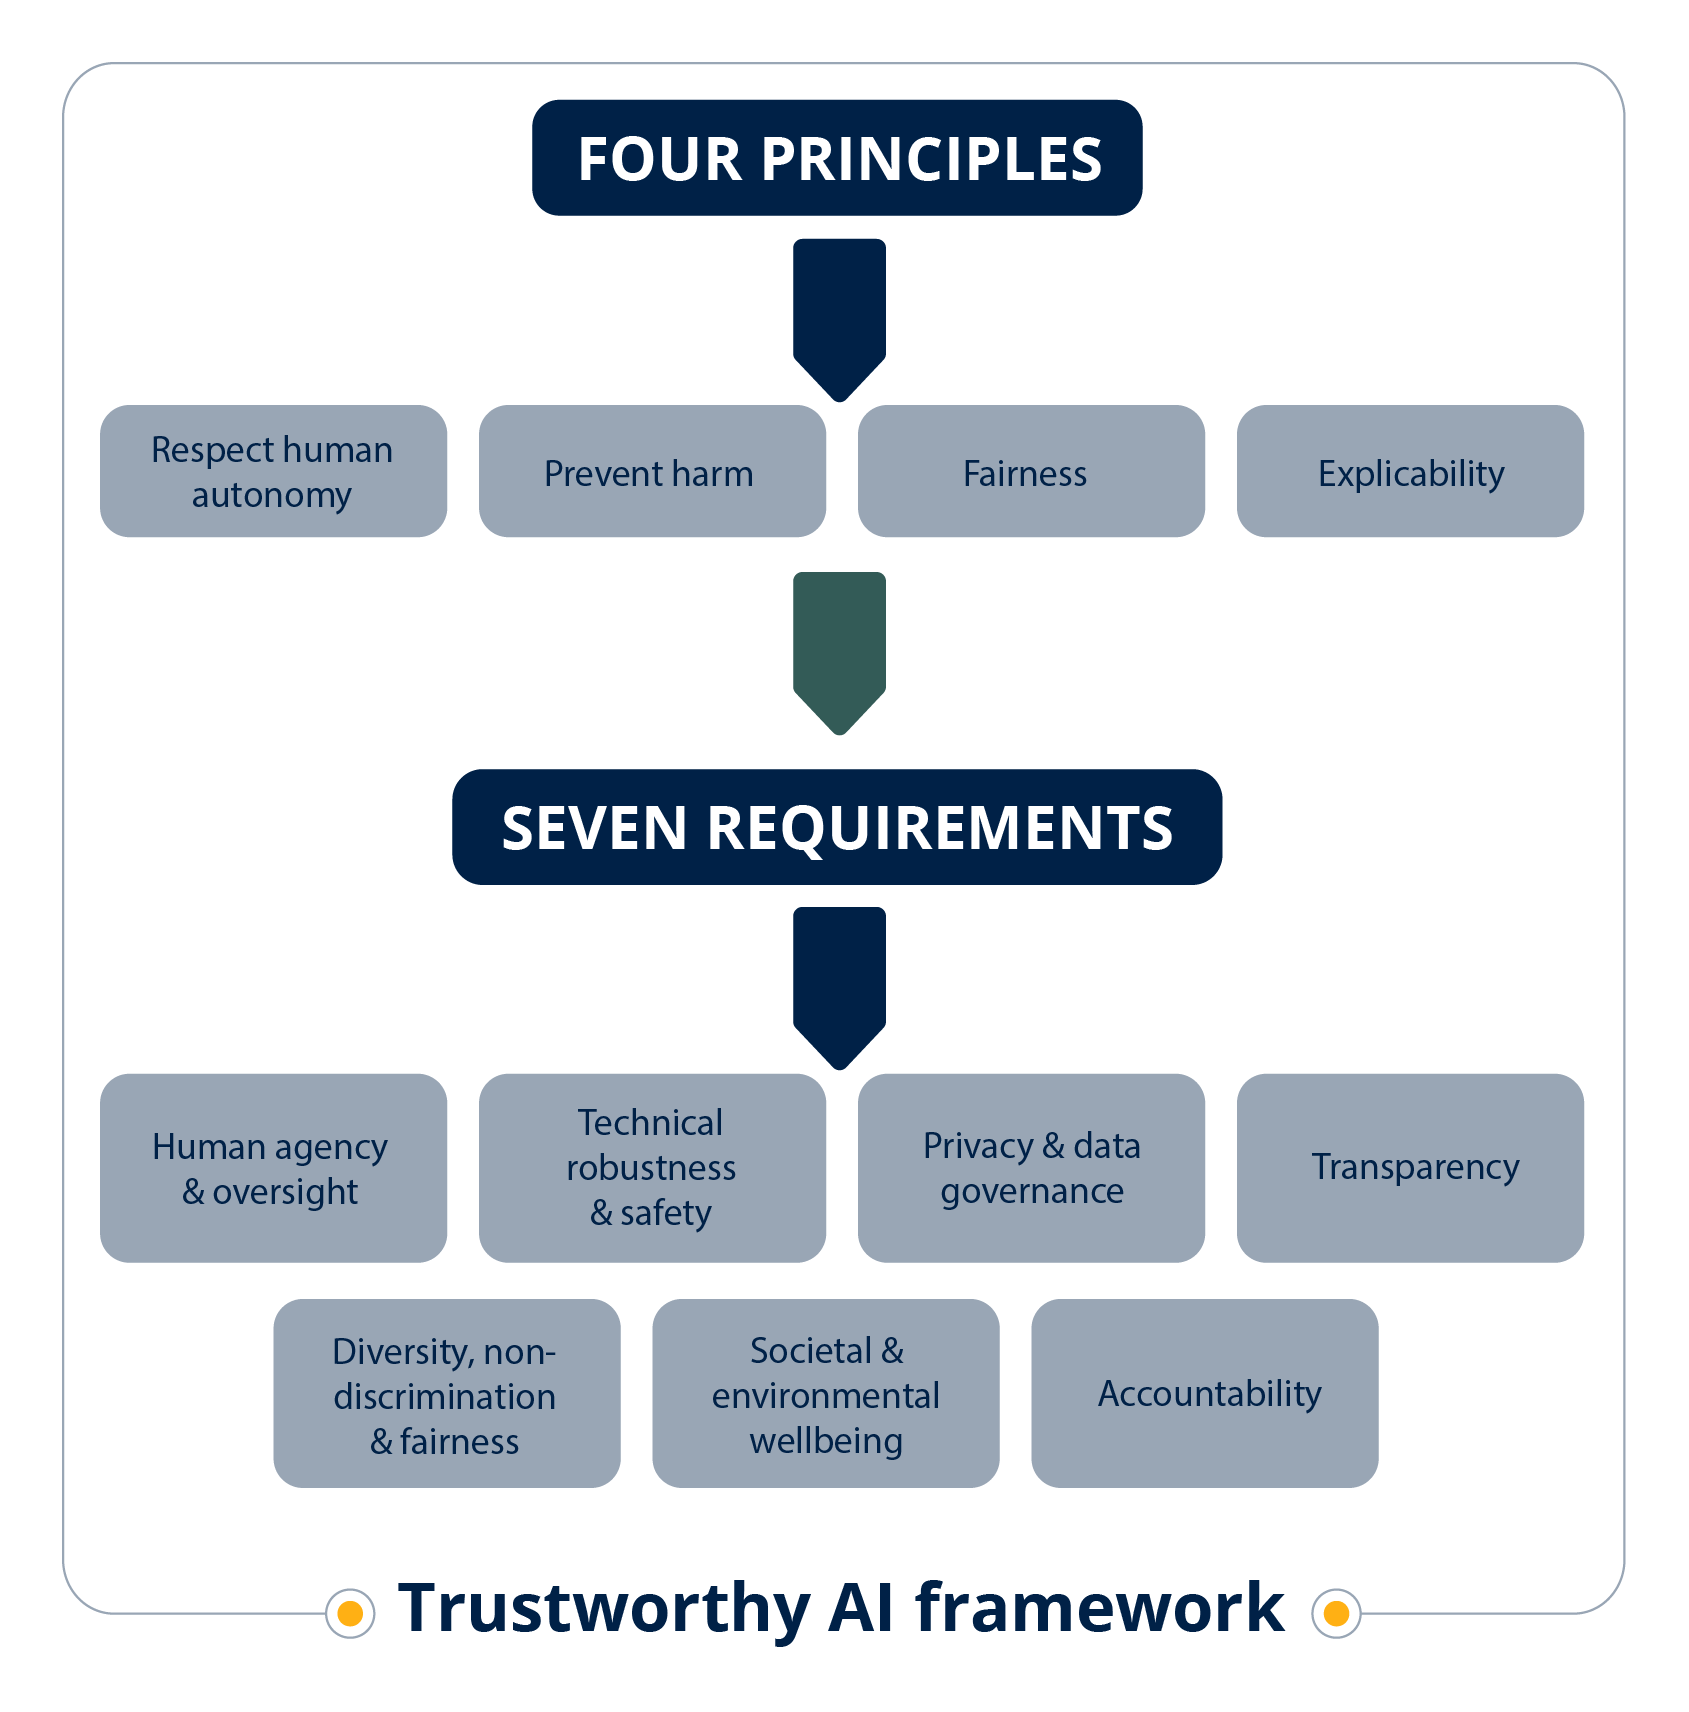 FOUR PRINCIPLES
Respect human
autonomy
Prevent harm
Fairness
Explicability
SEVEN REQUIREMENTS
Human agency
& oversight
Technical
robustness
& safety
Privacy & data
governance
Transparency
Diversity, non-
discrimination
& fairness
Societal &
environmental
wellbeing
Accountability
Trustworthy AI framework